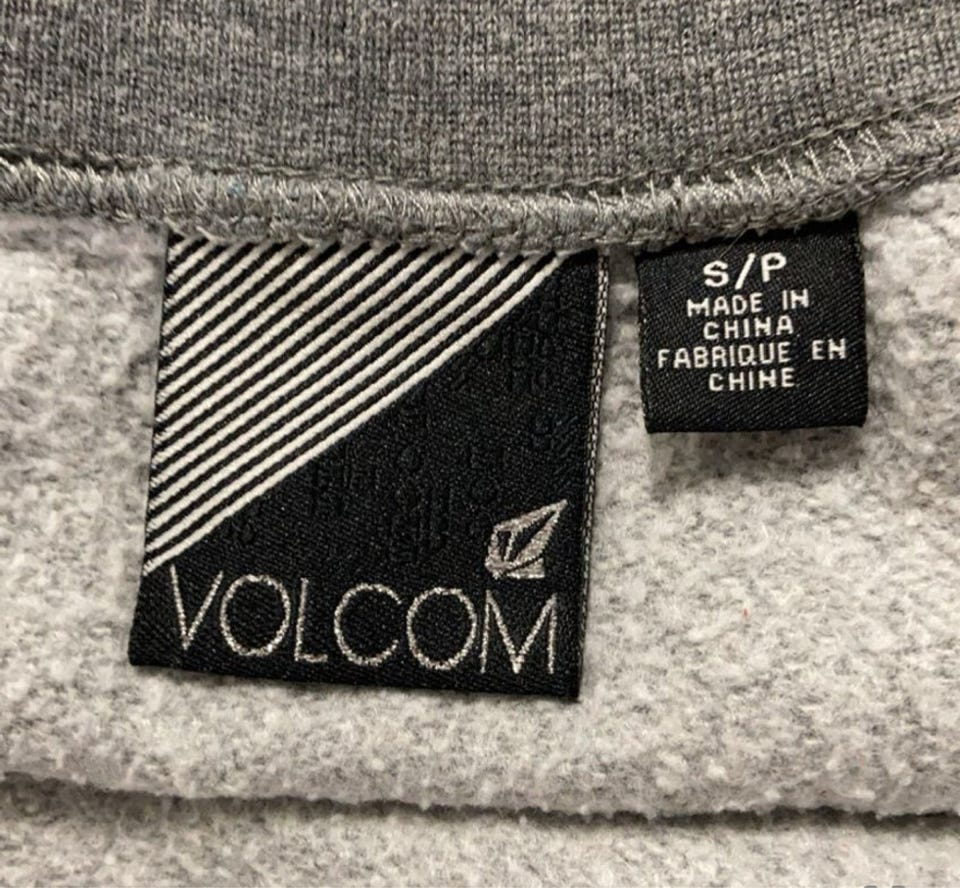 VOLCOM
S/P
MADE IN
CHINA
FABRIQUE EN
CHINE